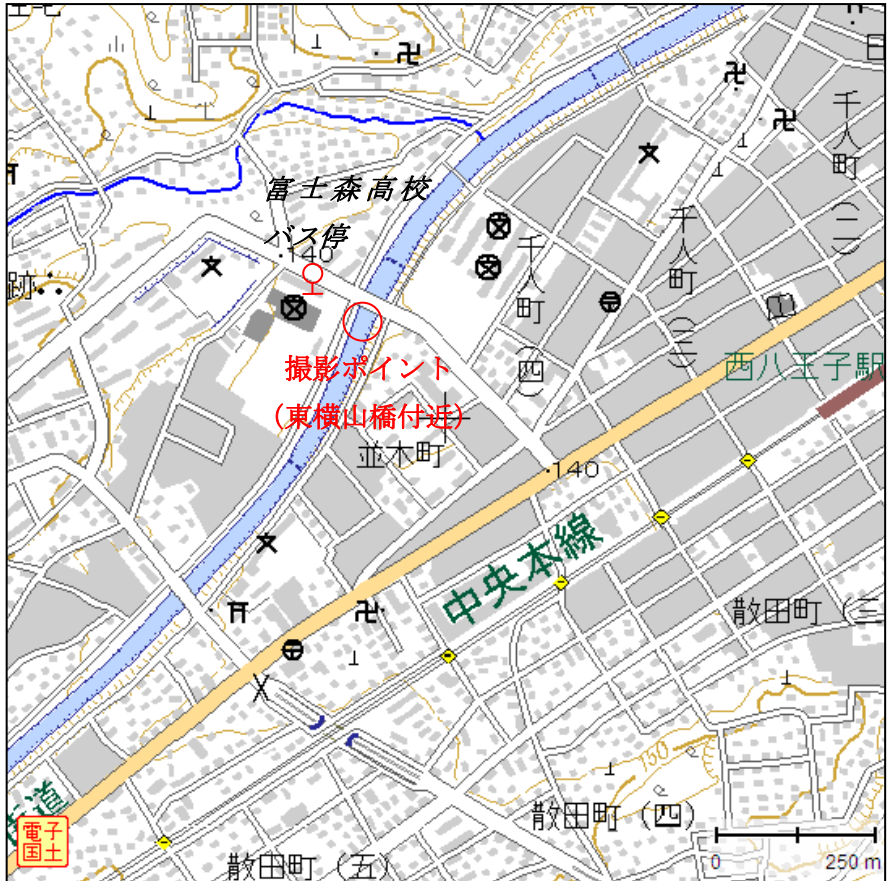 千人町(二)
富士森高校
バス停
・140
跡
千人町(四)
千人町(三)
西八王子駅
撮影ポイント
(東横山橋付近)
並木町
・140
中央本線
散田町(三
150
散田町(四)
街道
電子
国土
散田町(五)
0 250 m